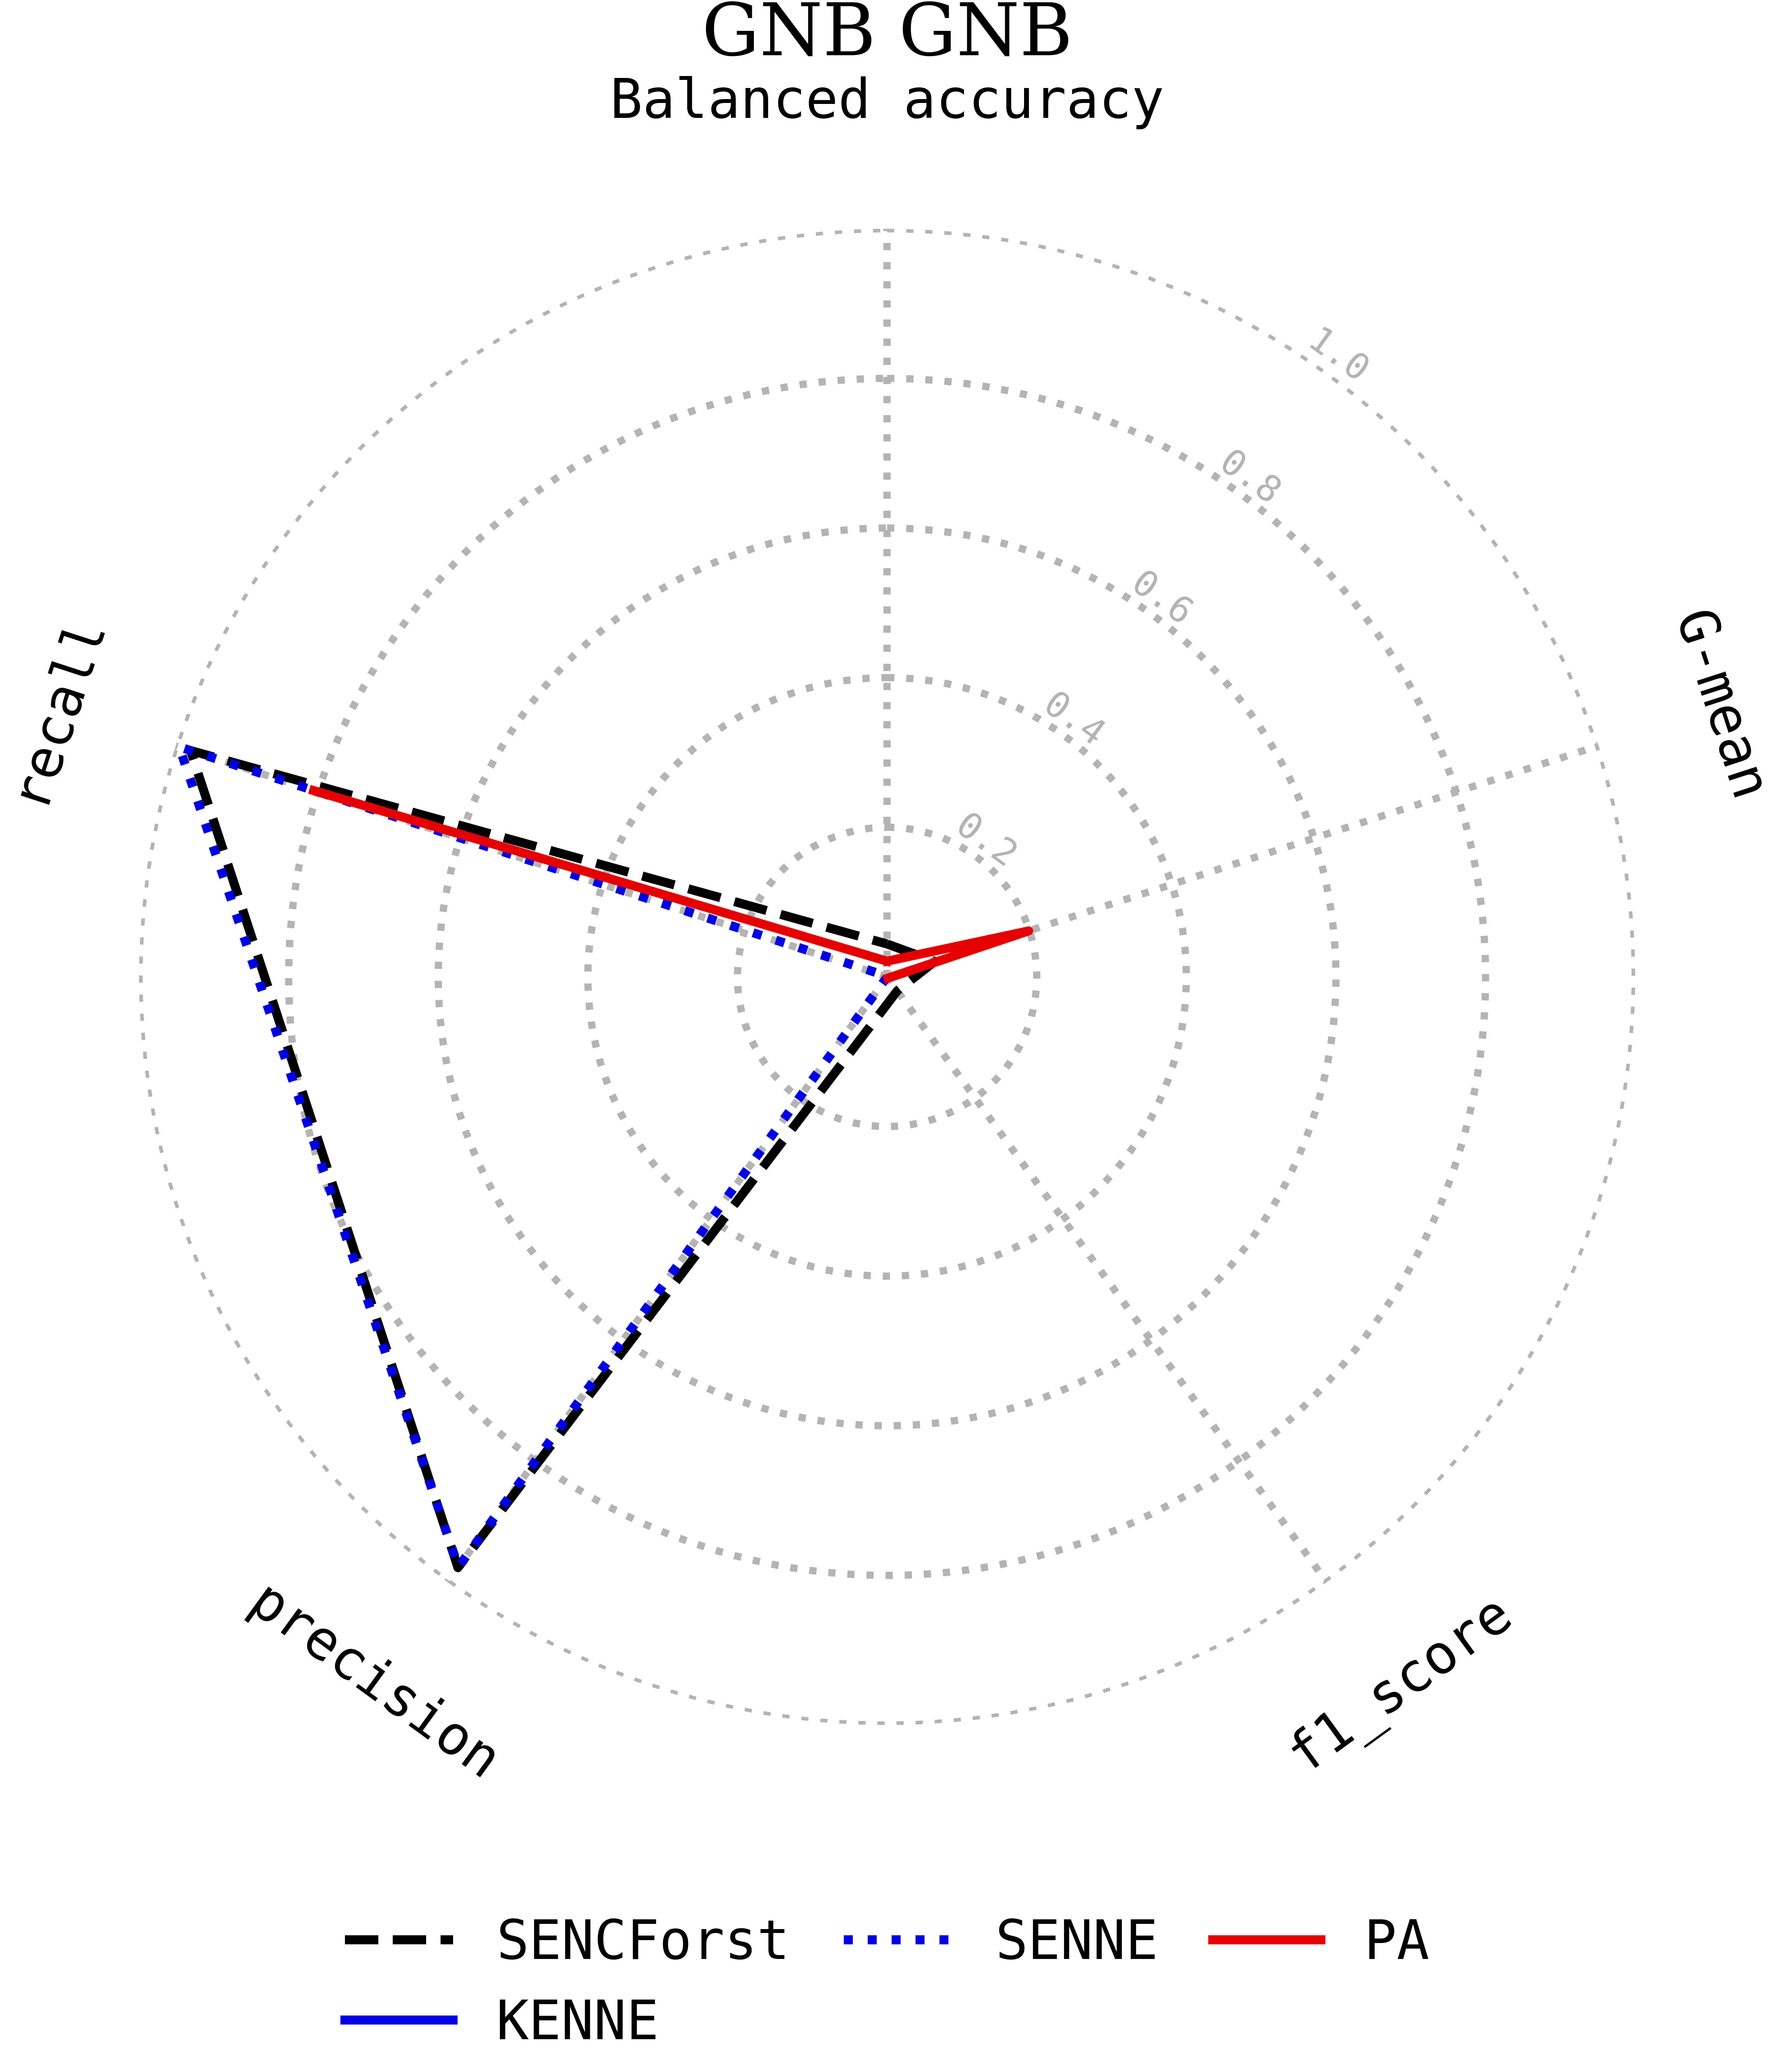 GNB GNB
Balanced accuracy
1.0
0.8
0.6
0.4
0.2
recall
G-mean
precision
f1_score
SENCForst
SENNE
PA
KENNE